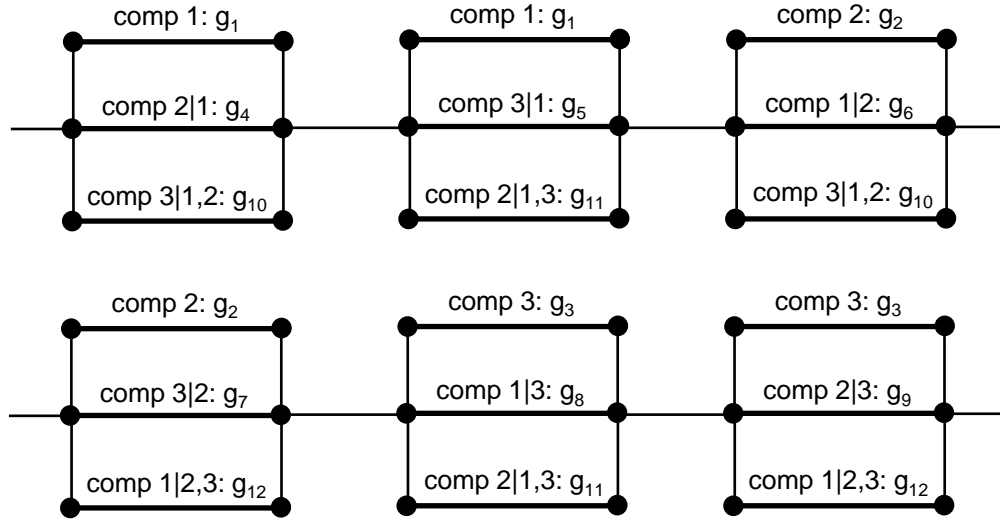 comp 1: g₁
comp 1: g₁
comp 2: g₂
comp 2|1: g₄
comp 3|1: g₅
comp 1|2: g₆
comp 3|1,2: g₁₀
comp 2|1,3: g₁₁
comp 3|1,2: g₁₀
comp 2: g₂
comp 3: g₃
comp 3: g₃
comp 3|2: g₇
comp 1|3: g₈
comp 2|3: g₉
comp 1|2,3: g₁₂
comp 2|1,3: g₁₁
comp 1|2,3: g₁₂